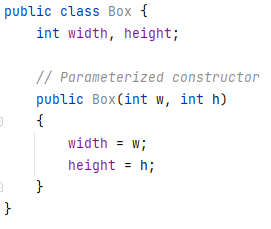 public class Box {
    int width, height;

    // Parameterized constructor
    public Box(int w, int h)
    {
        width = w;
        height = h;
    }
}